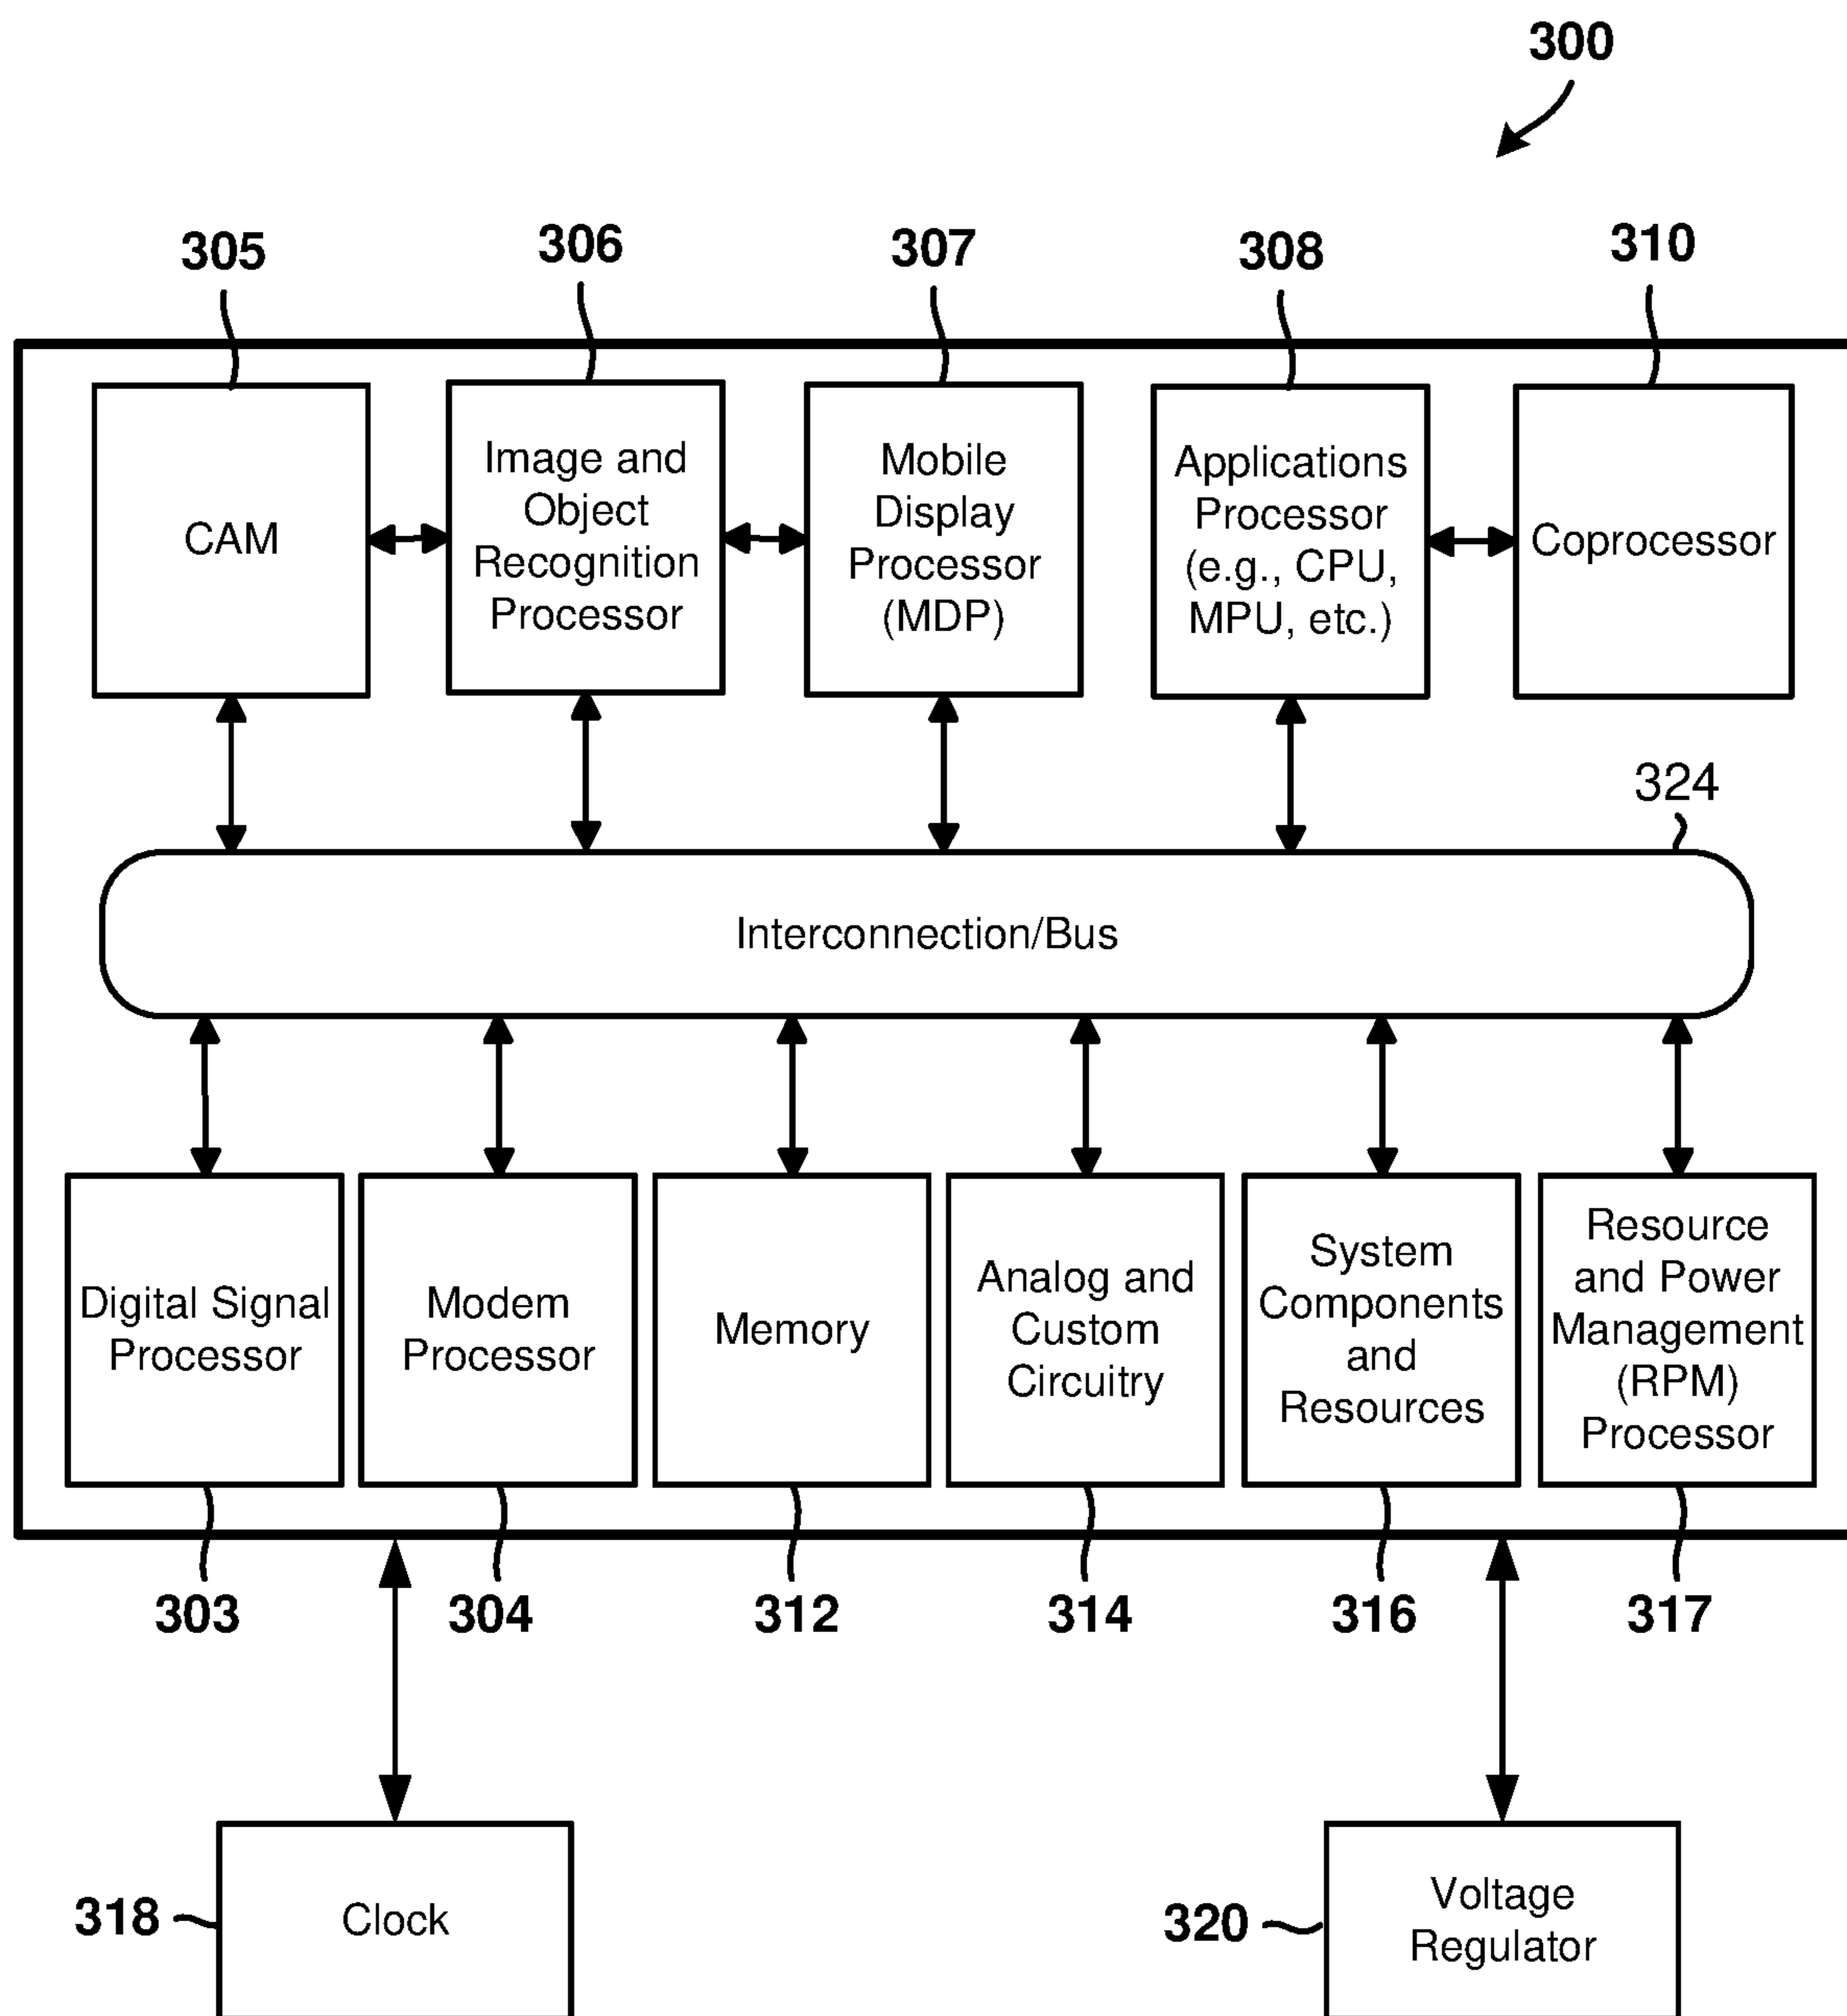 300
305
306
307
308
310
CAM
Image and
Object
Recognition
Processor
Mobile
Display
Processor
(MDP)
Applications
Processor
(e.g., CPU,
MPU, etc.)
Coprocessor
324
Interconnection/Bus
Digital Signal
Processor
Modem
Processor
Memory
Analog and
Custom
Circuitry
System
Components
and
Resources
Resource
and Power
Management
(RPM)
Processor
303
304
312
314
316
317
318
Clock
320
Voltage
Regulator